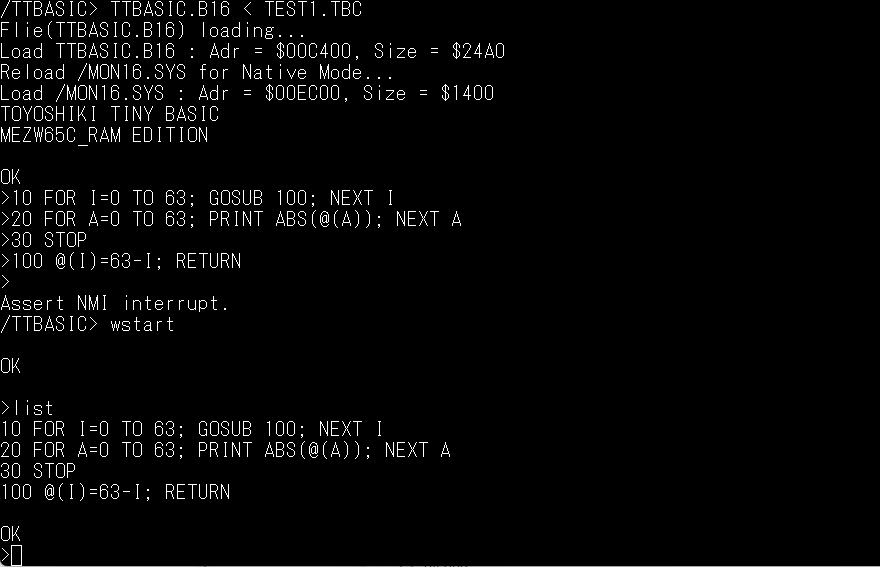 /TTBASIC> TTBASIC.B16 < TEST1.TBC
Flie(TTBASIC.B16) loading...
Load TTBASIC.B16 : Adr = $00C400, Size = $24A0
Reload /MON16.SYS for Native Mode...
Load /MON16.SYS : Adr = $00EC00, Size = $1400
TOYOSHIKI TINY BASIC
MEZW65C_RAM EDITION
OK
>10 FOR I=0 TO 63; GOSUB 100; NEXT I
>20 FOR A=0 TO 63; PRINT ABS(@(A)); NEXT A
>30 STOP
>100 @(I)=63-I; RETURN
>
Assert NMI interrupt.
/TTBASIC> wstart
OK
>list
10 FOR I=0 TO 63; GOSUB 100; NEXT I
20 FOR A=0 TO 63; PRINT ABS(@(A)); NEXT A
30 STOP
100 @(I)=63-I; RETURN
OK
>